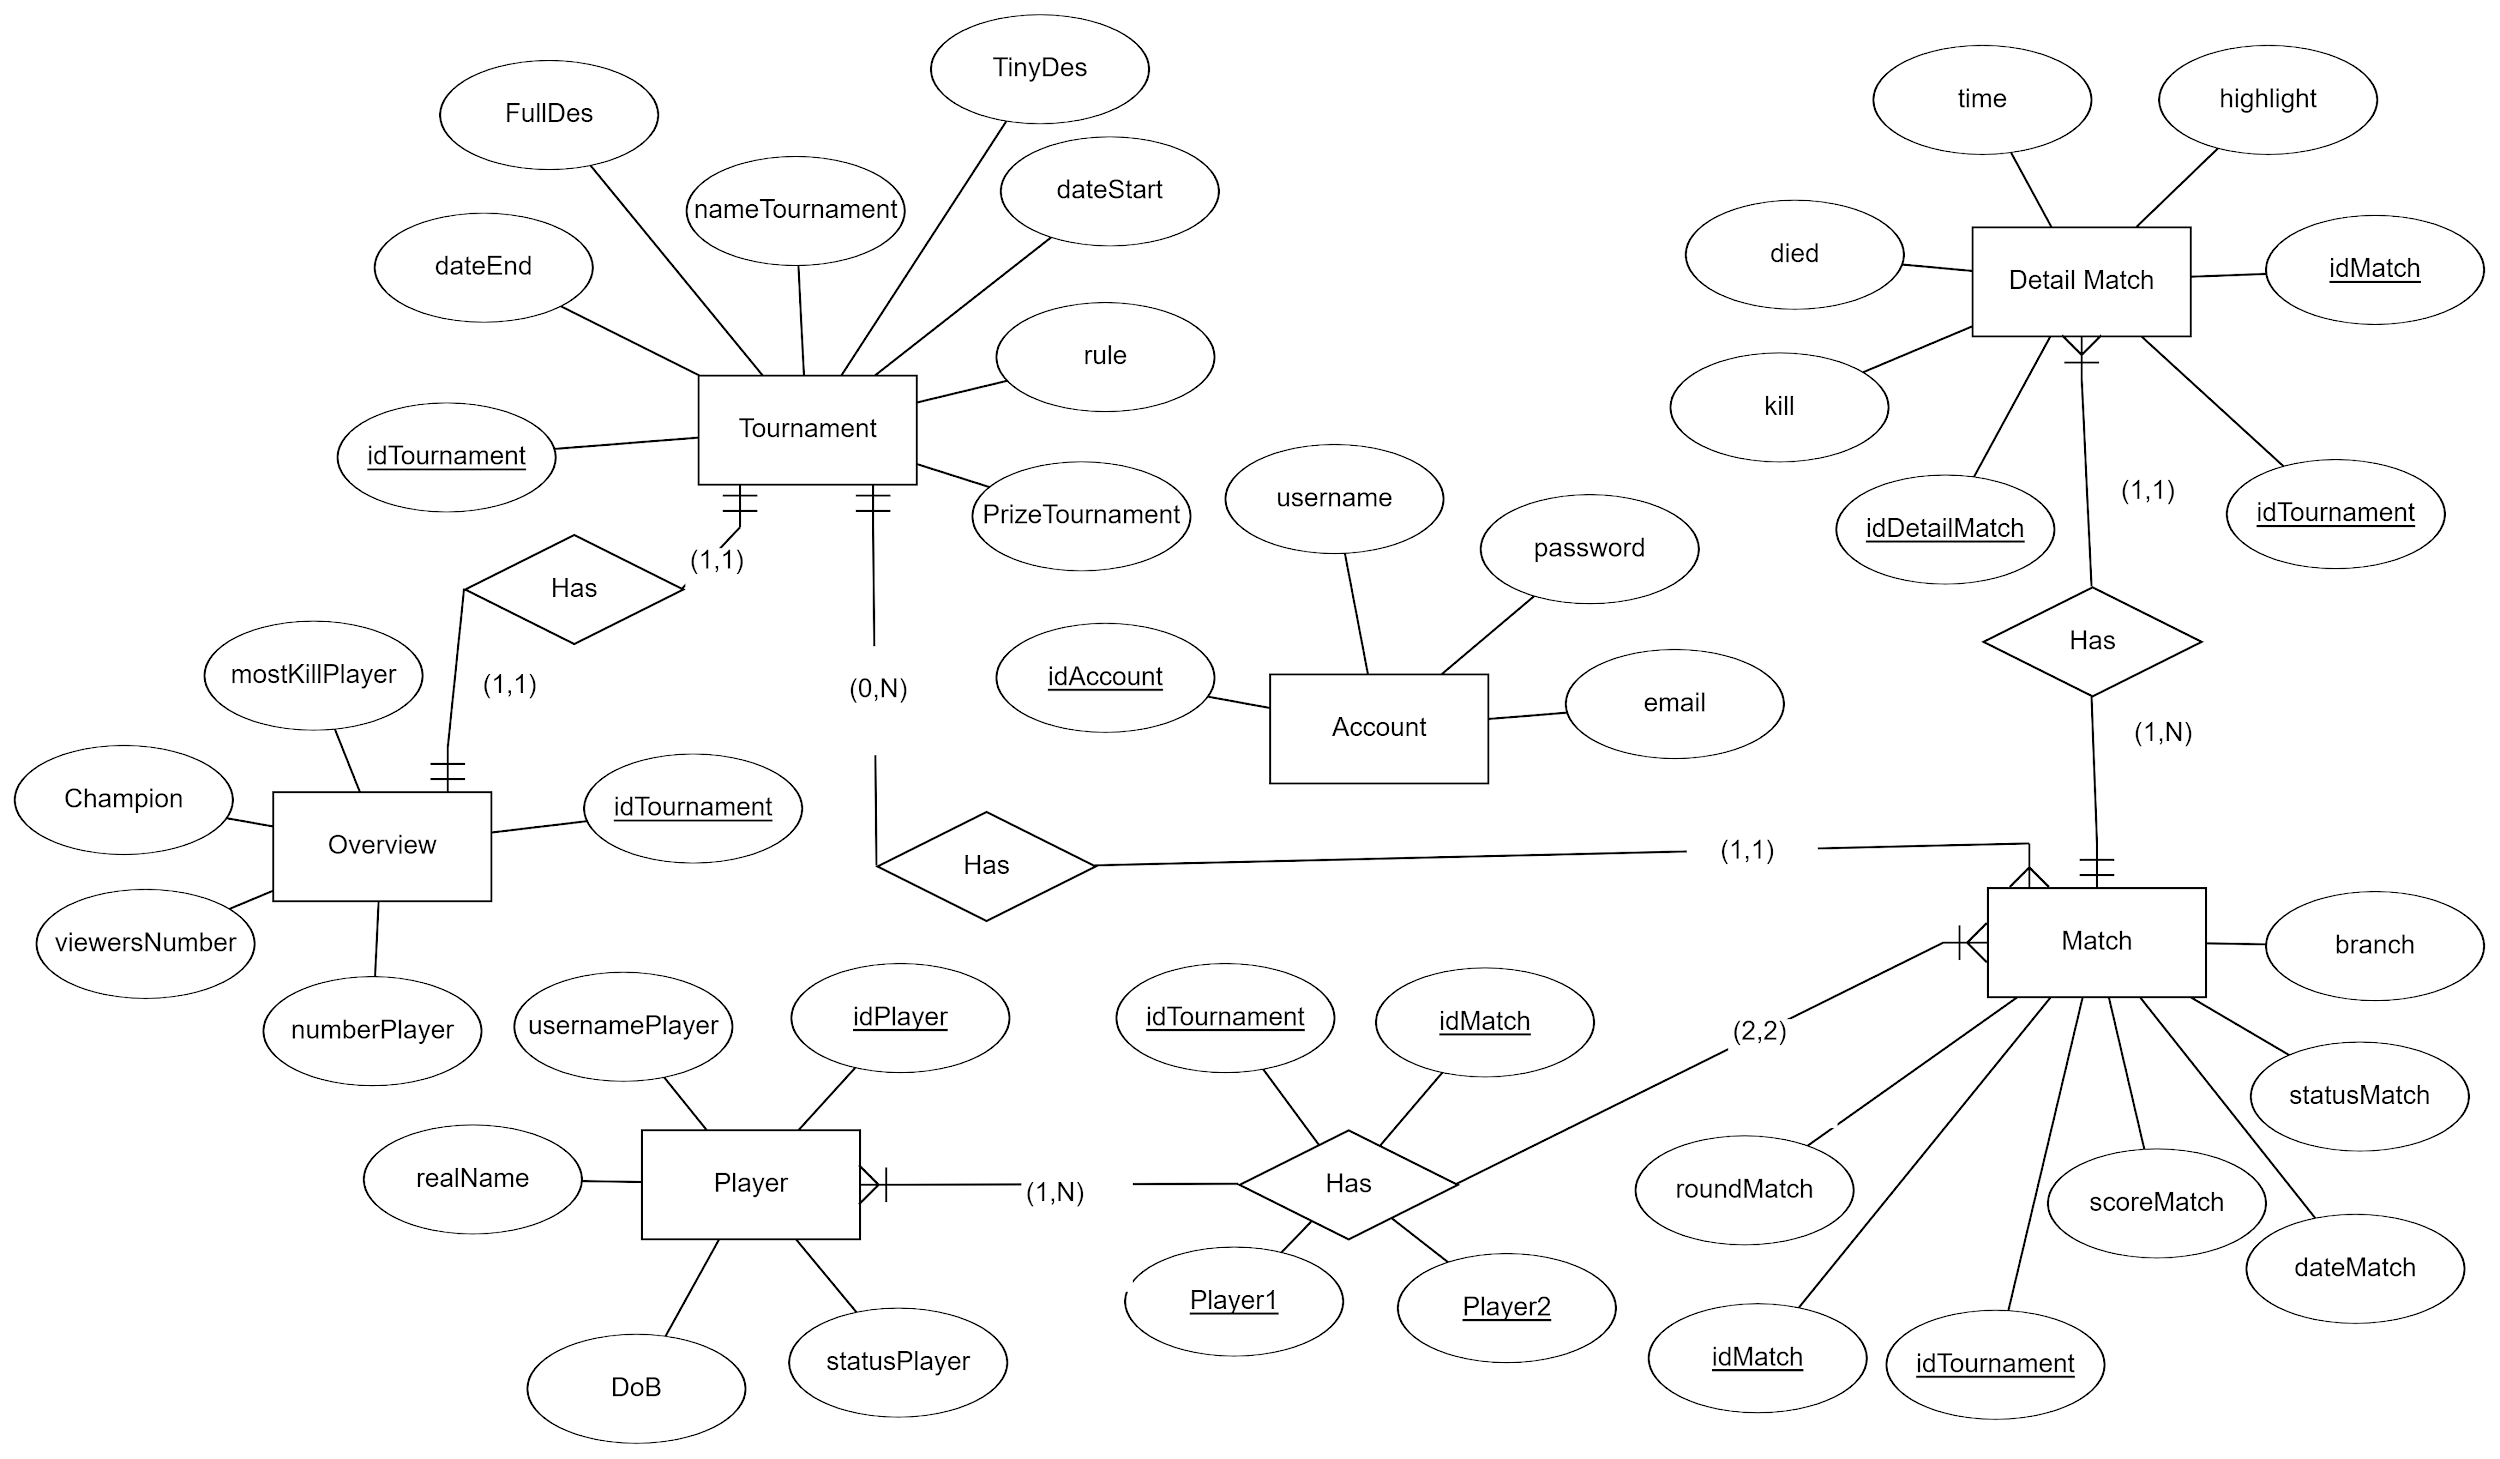 TinyDes
FullDes
time
highlight
nameTournament
dateStart
dateEnd
died
idMatch
Detail Match
rule
kill
Tournament
idTournament
PrizeTournament
username
password
idDetailMatch
idTournament
(1,1)
(1,1)
Has
Has
mostKillPlayer
(1,1)
(0,N)
idAccount
Account
email
(1,N)
Champion
idTournament
Overview
Has
(1,1)
viewersNumber
Match
branch
numberPlayer
usernamePlayer
idPlayer
idTournament
idMatch
(2,2)
statusMatch
realName
Player
(1,N)
Has
roundMatch
scoreMatch
dateMatch
Player1
Player2
DoB
statusPlayer
idMatch
idTournament